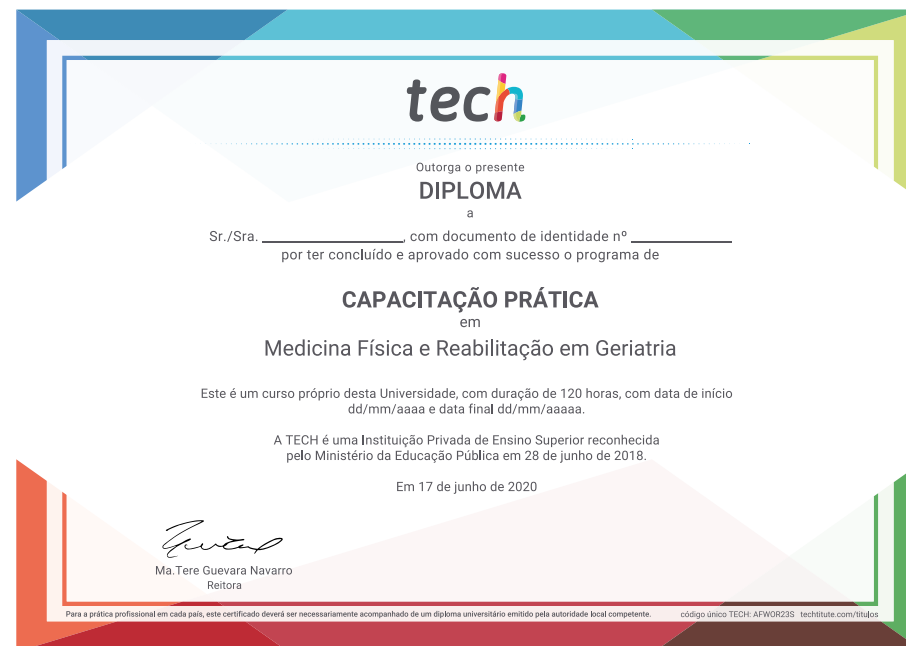 tech
Outorga o presente
DIPLOMA
a
Sr./Sra. ________________, com documento de identidade nº ____________
por ter concluído e aprovado com sucesso o programa de
CAPACITAÇÃO PRÁTICA
em
Medicina Física e Reabilitação em Geriatria
Este é um curso próprio desta Universidade, com duração de 120 horas, com data de início
dd/mm/aaaa e data final dd/mm/aaaaa.
A TECH é uma Instituição Privada de Ensino Superior reconhecida
pelo Ministério da Educação Pública em 28 de junho de 2018.
Em 17 de junho de 2020
Ma.Tere Guevara Navarro
Reitora
Para a prática profissional em cada país, este certificado deverá ser necessariamente acompanhado de um diploma universitário emitido pela autoridade local competente. código único TECH: AFWOR23S techtitute.com/titulos